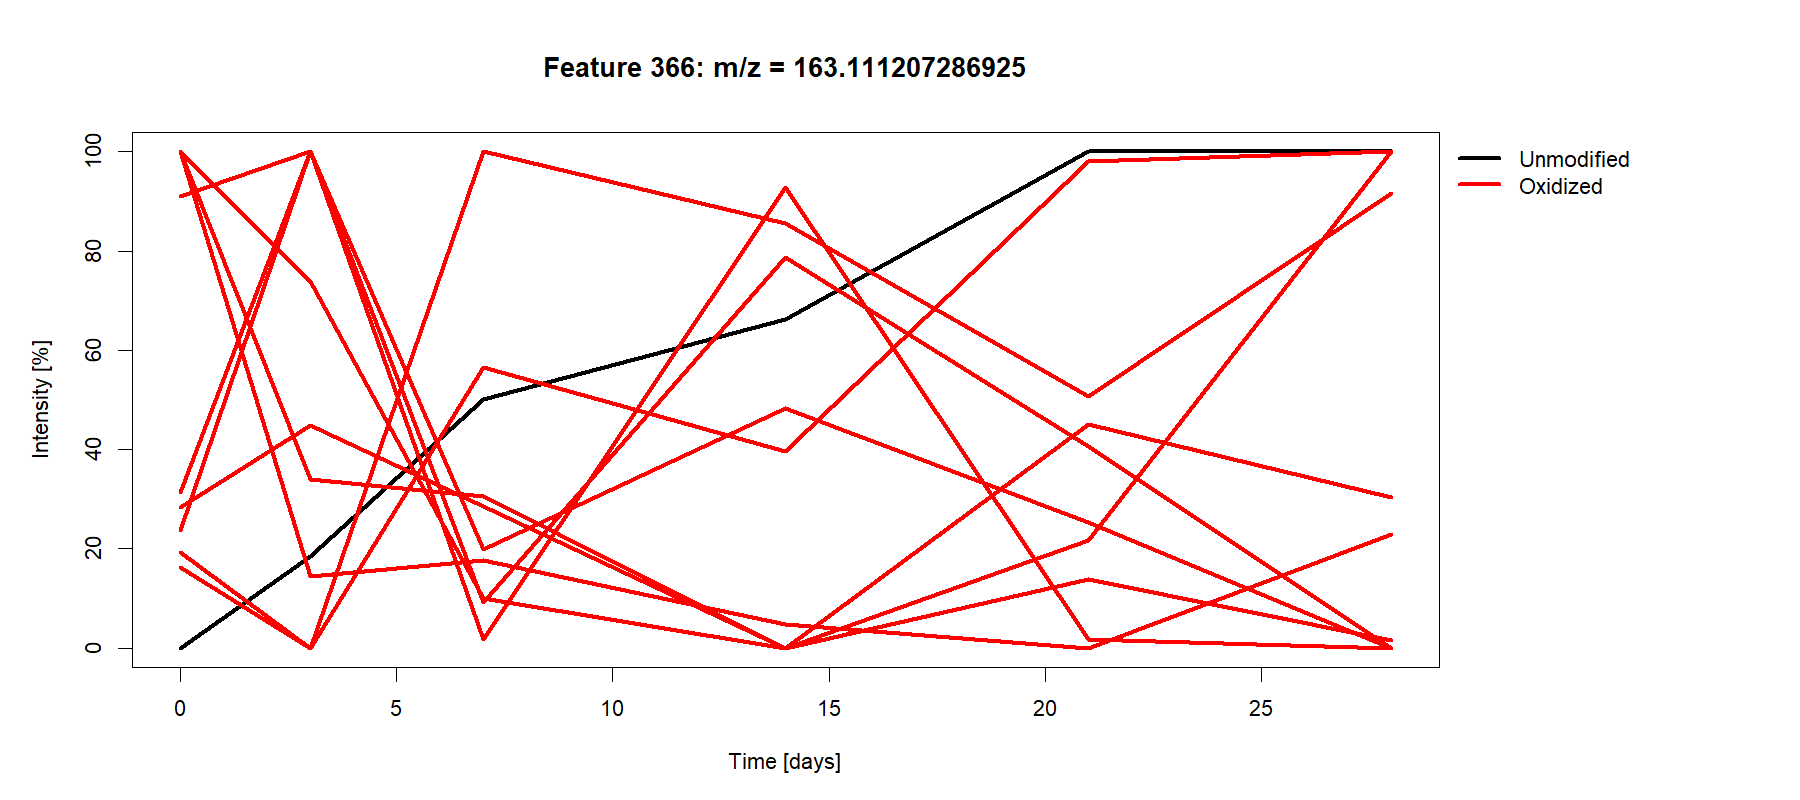 Feature 366: m/z = 163.111207286925
Unmodified
Oxidized
Intensity [%]
100
80
60
40
20
0
0 5 10 15 20 25
Time [days]